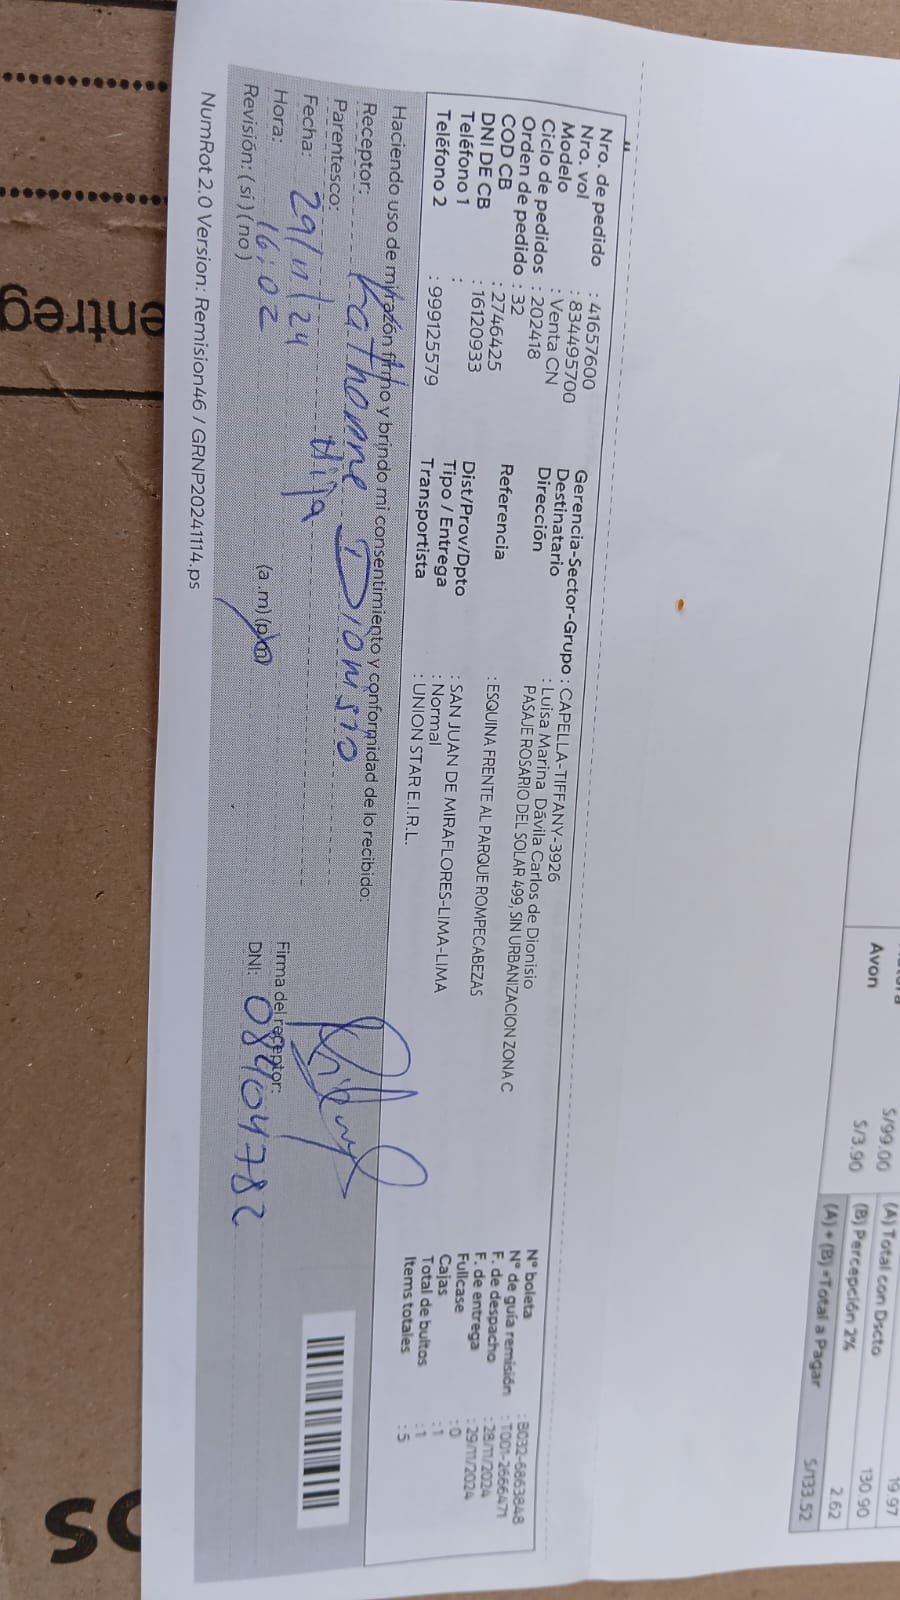 Avon S/3.90
S/99.00
19.97
(A) Total con Dscto 130.90
(B) Percepción 2% 2.62
(A) + (B) =Total a Pagar S/133.52
Nro. de pedido : 41657600
Nro. vol : 834495700
Modelo : Venta CN
Ciclo de pedidos : 202418
Orden de pedido : 32
COD CB : 2746425
DNI DE CB : 16120933
Teléfono 1 :
Teléfono 2 : 999125579
Gerencia-Sector-Grupo : CAPELLA-TIFFANY-3926
Destinatario : Luisa Marina Dávila Carlos de Dionisio
Dirección PASAJE ROSARIO DEL SOLAR 499, SIN URBANIZACION ZONA C
Referencia : ESQUINA FRENTE AL PARQUE ROMPECABEZAS
Dist/Prov/Dpto : SAN JUAN DE MIRAFLORES-LIMA-LIMA
Tipo / Entrega : Normal
Transportista : UNION STAR E.I.R.L.
N° boleta : B032-6863848
N° de guía remisión : T001-2666471
F. de despacho : 28/11/2024
F. de entrega : 29/11/2024
Fullcase : 0
Cajas : 1
Total de bultos : 1
Items totales : 5
Haciendo uso de mi razón firmo y brindo mi consentimiento y conformidad de lo recibido:
Receptor: Dionisio
Parentesco: Hija
Fecha: 29/11/24
Firma del receptor:
Hora: 16:02 (a.m)(p.m)
DNI: 08404782
Revisión: (si) (no)
NumRot 2.0 Version: Remision46 / GRNP20241114.ps
entreg
os